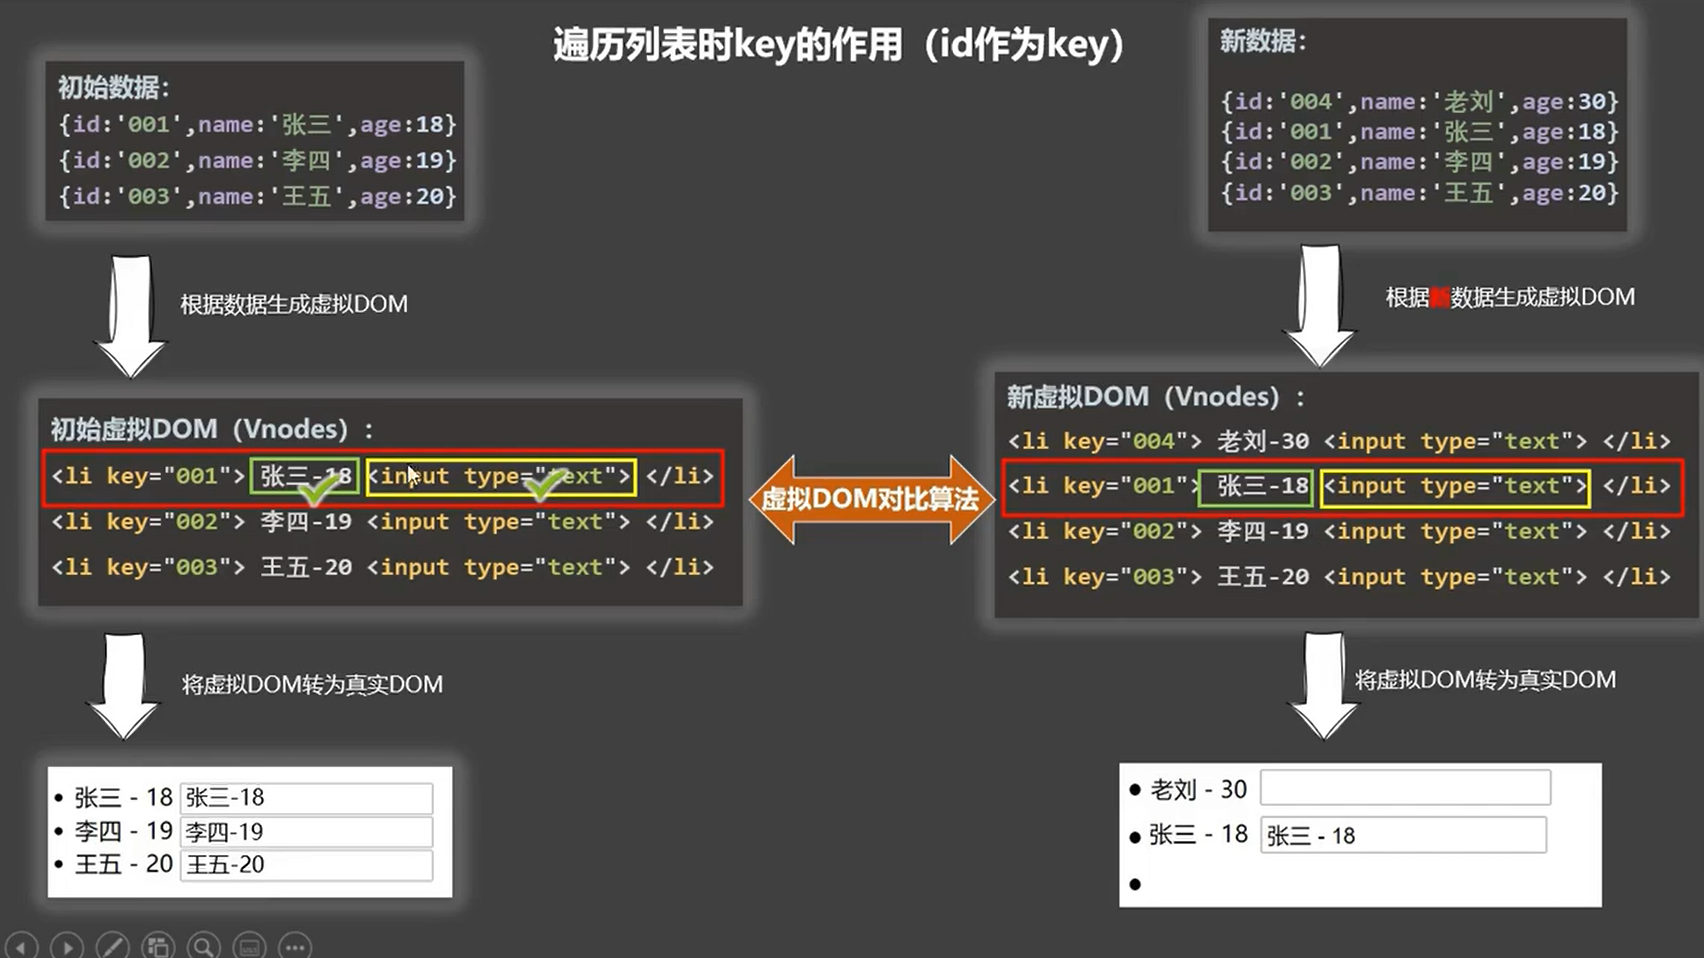 遍历列表时key的作用（id作为key）
初始数据:
{id:'001',name:'张三',age:18}
{id:'002',name:'李四',age:19}
{id:'003',name:'王五',age:20}
新数据:
{id:'004',name:'老刘',age:30}
{id:'001',name:'张三',age:18}
{id:'002',name:'李四',age:19}
{id:'003',name:'王五',age:20}
根据数据生成虚拟DOM
根据新数据生成虚拟DOM
初始虚拟DOM（Vnodes）:
<li key="001"> 张三-18 <input type="text"> </li>
<li key="002"> 李四-19 <input type="text"> </li>
<li key="003"> 王五-20 <input type="text"> </li>
虚拟DOM对比算法
新虚拟DOM（Vnodes）:
<li key="004"> 老刘-30 <input type="text"> </li>
<li key="001"> 张三-18 <input type="text"> </li>
<li key="002"> 李四-19 <input type="text"> </li>
<li key="003"> 王五-20 <input type="text"> </li>
将虚拟DOM转为真实DOM
将虚拟DOM转为真实DOM
• 张三 - 18 张三-18
• 李四 - 19 李四-19
• 王五 - 20 王五-20
• 老刘 - 30
• 张三 - 18 张三 - 18
•